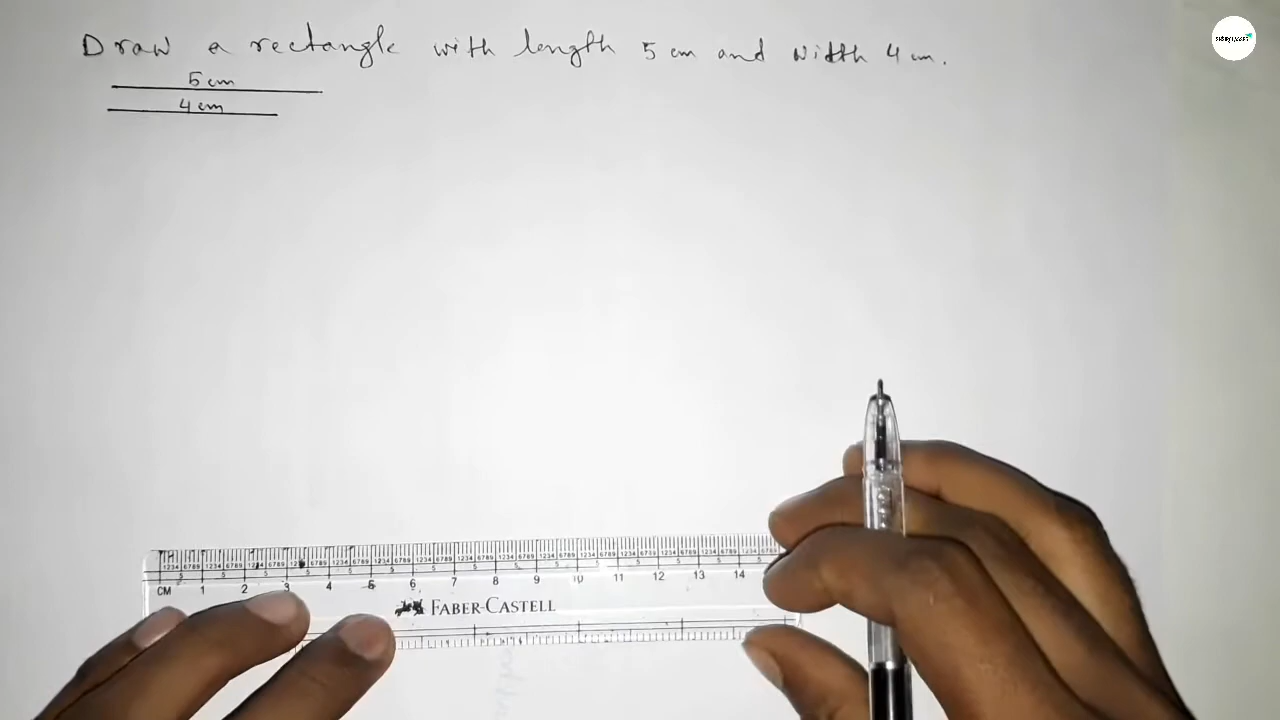 Draw a rectangle with length 5 cm and width 4 cm.
5 cm
4 cm
CM 1 2 3 4 5 6 7 8 9 10 11 12 13 14
FABER-CASTELL